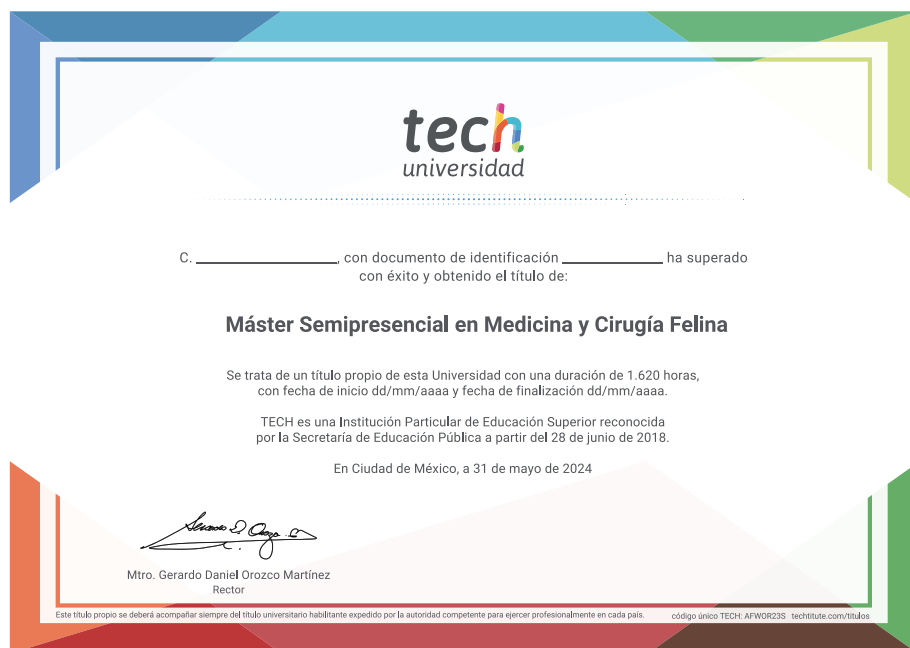 tech
universidad
C. ____________, con documento de identificación ____________ ha superado
con éxito y obtenido el título de:
Máster Semipresencial en Medicina y Cirugía Felina
Se trata de un título propio de esta Universidad con una duración de 1.620 horas,
con fecha de inicio dd/mm/aaaa y fecha de finalización dd/mm/aaaa.
TECH es una Institución Particular de Educación Superior reconocida
por la Secretaría de Educación Pública a partir del 28 de junio de 2018.
En Ciudad de México, a 31 de mayo de 2024
Mtro. Gerardo Daniel Orozco Martínez
Rector
Este título propio se deberá acompañar siempre del título universitario habilitante expedido por la autoridad competente para ejercer profesionalmente en cada país. código único TECH: AFWOR23S techtitute.com/titulos